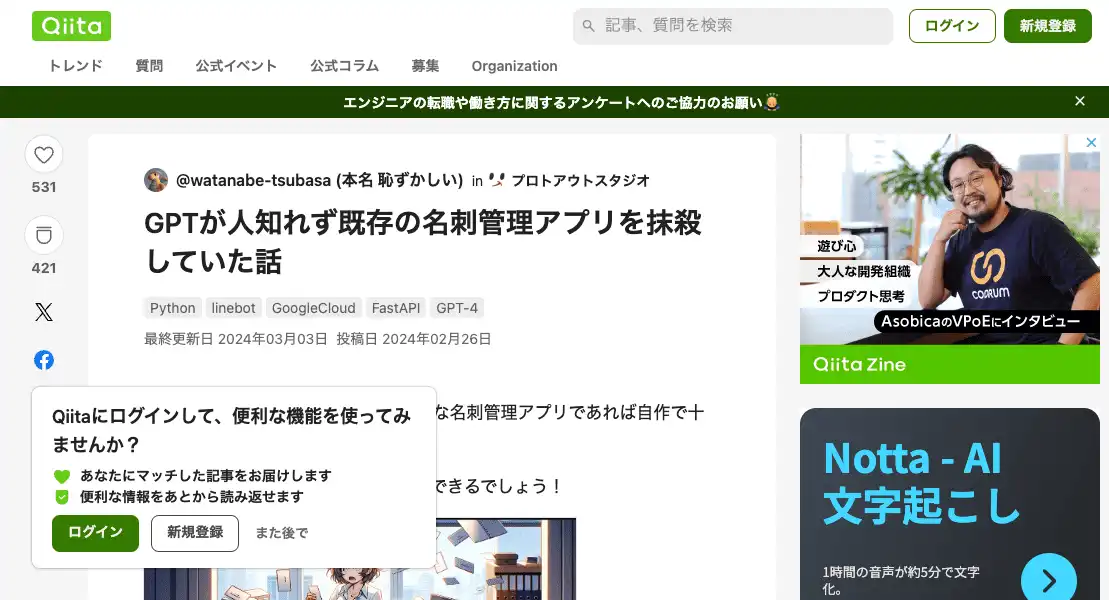 Qiita
記事、質問を検索
ログイン
新規登録
トレンド
質問
公式イベント
公式コラム
募集
Organization
エンジニアの転職や働き方に関するアンケートへのご協力のお願い
531
421
@watanabe-tsubasa (本名 恥ずかしい) in プロトアウトスタジオ
GPTが人知れず既存の名刺管理アプリを抹殺
していた話
Python linebot GoogleCloud FastAPI GPT-4
最終更新日 2024年03月03日 投稿日 2024年02月26日
な名刺管理アプリであれば自作で十
できるでしょう！
Qiitaにログインして、便利な機能を使ってみ
ませんか？
あなたにマッチした記事をお届けします
便利な情報をあとから読み返せます
ログイン
新規登録
また後で
遊び心
大人な開発組織
プロダクト思考
COORUM
AsobicaのVPoEにインタビュー
Qiita Zine
Notta - AI
文字起こし
1時間の音声が約5分で文字
化。